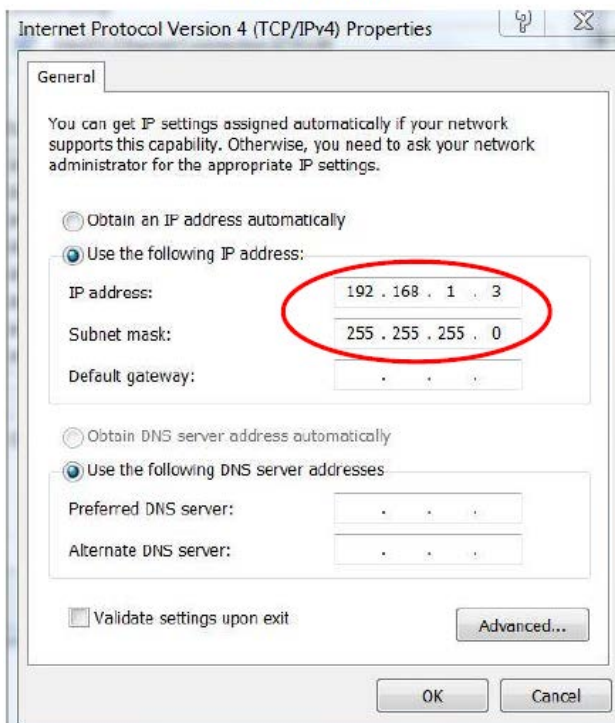 Internet Protocol Version 4 (TCP/IPv4) Properties
General
You can get IP settings assigned automatically if your network
supports this capability. Otherwise, you need to ask your network
administrator for the appropriate IP settings.
Obtain an IP address automatically
Use the following IP address:
IP address: 192 . 168 . 1 . 3
Subnet mask: 255 . 255 . 255 . 0
Default gateway: . . .
Obtain DNS server address automatically
Use the following DNS server addresses
Preferred DNS server: . . .
Alternate DNS server: . . .
Validate settings upon exit
Advanced...
OK Cancel